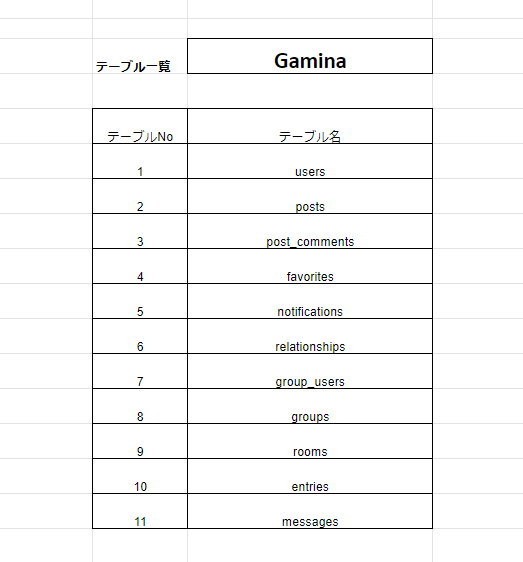 テーブル一覧 Gamina
テーブルNo テーブル名
1 users
2 posts
3 post_comments
4 favorites
5 notifications
6 relationships
7 group_users
8 groups
9 rooms
10 entries
11 messages